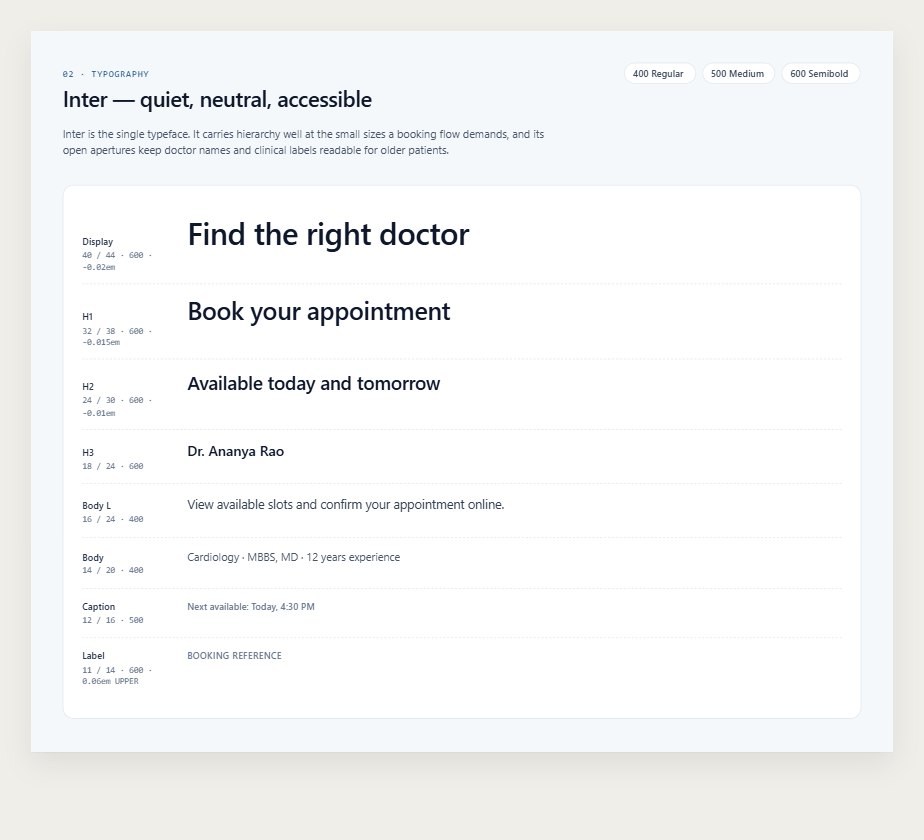 02 · TYPOGRAPHY
400 Regular
500 Medium
600 Semibold
Inter — quiet, neutral, accessible
Inter is the single typeface. It carries hierarchy well at the small sizes a booking flow demands, and its
open apertures keep doctor names and clinical labels readable for older patients.
Display
40 / 44 · 600 ·
-0.02em
Find the right doctor
H1
32 / 38 · 600 ·
-0.015em
Book your appointment
H2
24 / 30 · 600 ·
-0.01em
Available today and tomorrow
H3
18 / 24 · 600
Dr. Ananya Rao
Body L
16 / 24 · 400
View available slots and confirm your appointment online.
Body
14 / 20 · 400
Cardiology · MBBS, MD · 12 years experience
Caption
12 / 16 · 500
Next available: Today, 4:30 PM
Label
11 / 14 · 600 ·
0.06em UPPER
BOOKING REFERENCE